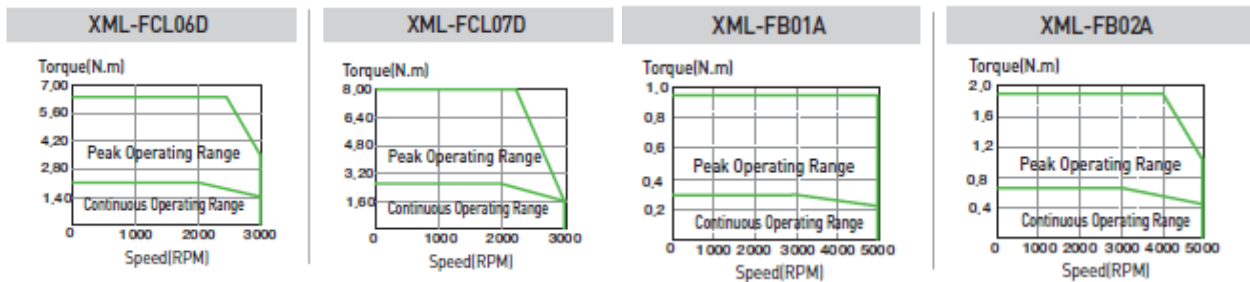 XML-FCL06D
Torque(N.m)
7,00
5,60
4,20
2,80
1,40
Peak Operating Range
Continuous Operating Range
0 1000 2000 3000
Speed(RPM)
XML-FCL07D
Torque(N.m)
8,00
6,40
4,80
3,20
1,60
Peak Operating Range
Continuous Operating Range
0 1000 2000 3000
Speed(RPM)
XML-FB01A
Torque(N.m)
1,0
0,8
0,6
0,4
0,2
Peak Operating Range
Continuous Operating Range
0 1000 2000 3000 4000 5000
Speed(RPM)
XML-FB02A
Torque(N.m)
2,0
1,6
1,2
0,8
0,4
Peak Operating Range
Continuous Operating Range
0 1000 2000 3000 4000 5000
Speed(RPM)